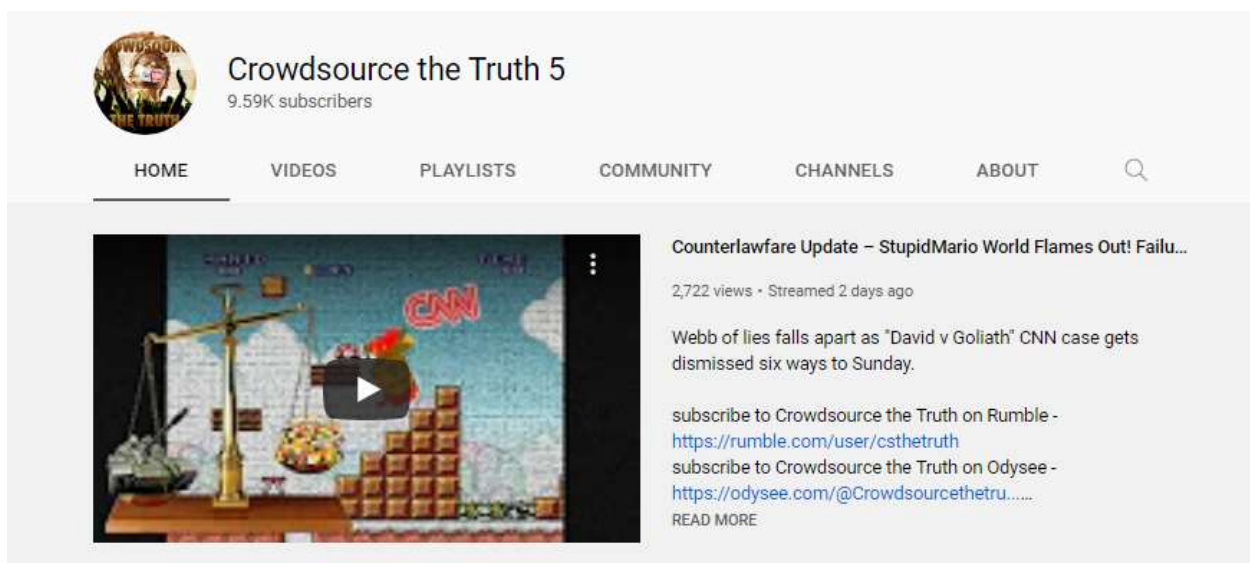 CROWDSOUR
THE TRUTH
Crowdsource the Truth 5
9.59K subscribers
HOME
VIDEOS
PLAYLISTS
COMMUNITY
CHANNELS
ABOUT
CNN
Counterlawfare Update – StupidMario World Flames Out! Failu...
2,722 views • Streamed 2 days ago
Webb of lies falls apart as "David v Goliath" CNN case gets
dismissed six ways to Sunday.
subscribe to Crowdsource the Truth on Rumble -
https://rumble.com/user/csthetruth
subscribe to Crowdsource the Truth on Odysee -
https://odysee.com/@Crowdsourcethetru......
READ MORE